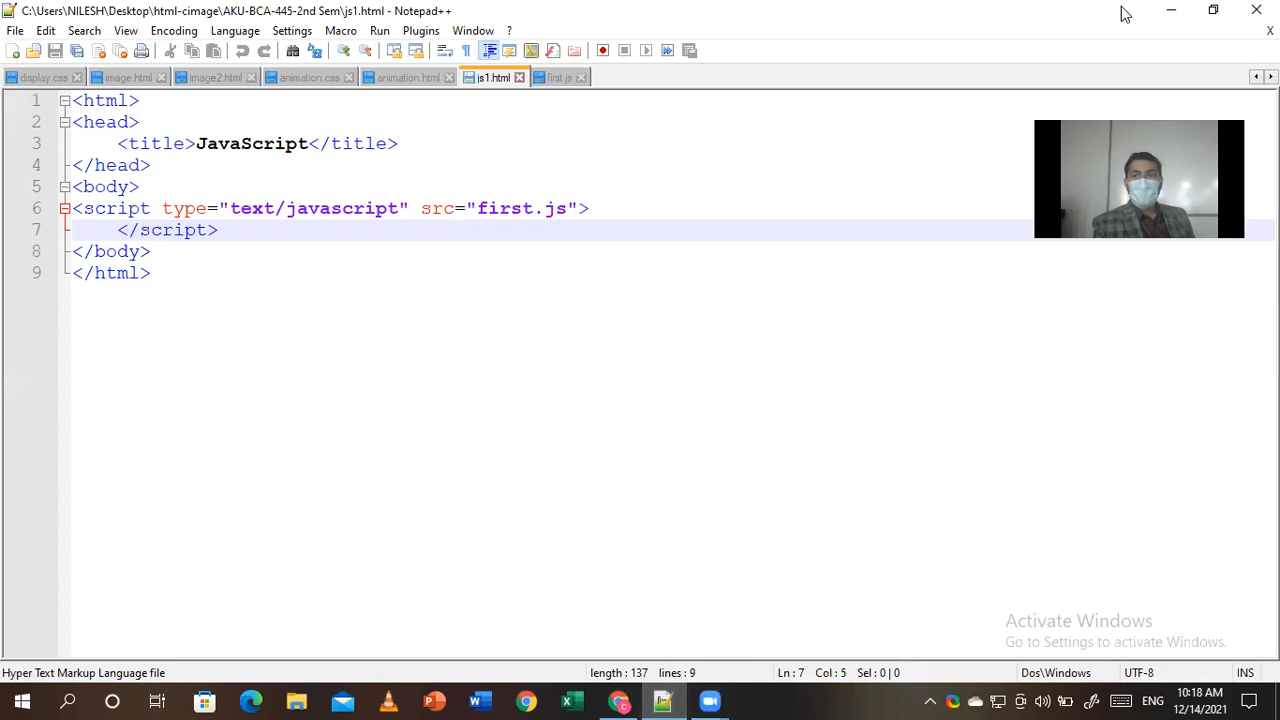 C:\Users\NILESH\Desktop\html-cimage\AKU-BCA-445-2nd Sem\js1.html - Notepad++
File Edit Search View Encoding Language Settings Macro Run Plugins Window ? X
display.css image.html image2.html animation.css animation.html js1.html first.js
1 <html>
2 <head>
3 <title>JavaScript</title>
4 </head>
5 <body>
6 <script type="text/javascript" src="first.js">
7 </script>
8 </body>
9 </html>
Activate Windows
Go to Settings to activate Windows.
Hyper Text Markup Language file length : 137 lines : 9 Ln : 7 Col : 5 Sel : 0 | 0 Dos\Windows UTF-8 INS
ENG 10:18 AM
12/14/2021